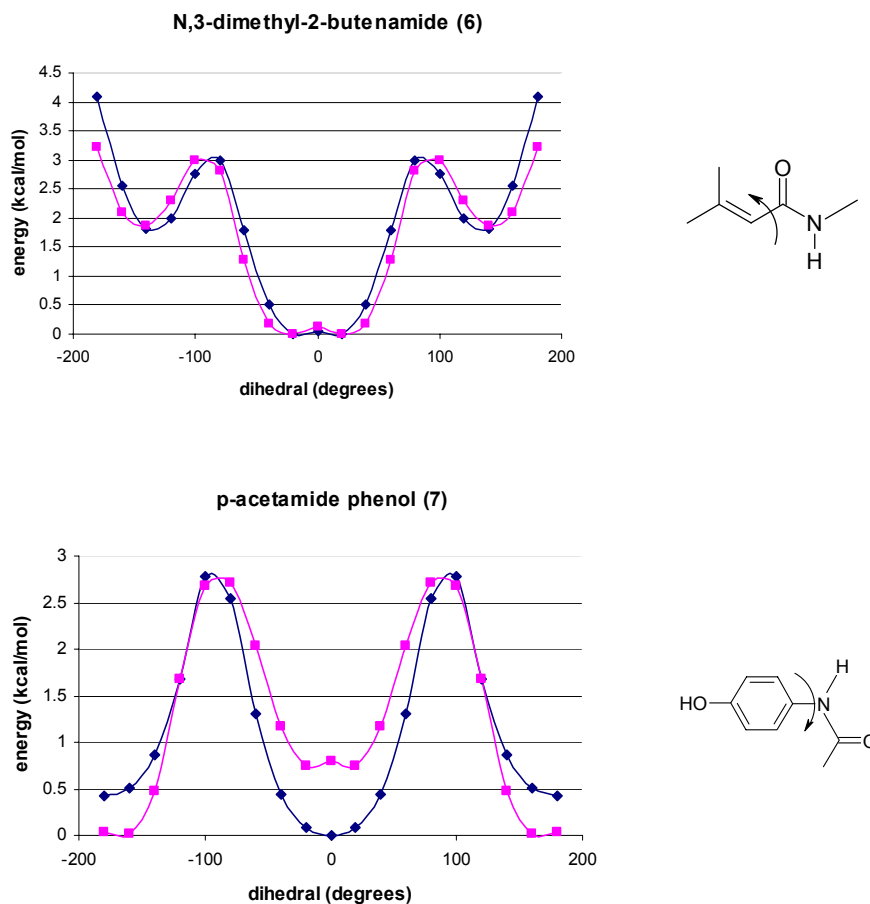 N,3-dimethyl-2-butenamide (6)
4.5
4
3.5
3
2.5
2
1.5
1
0.5
0
energy (kcal/mol)
-200
-100
0
100
200
dihedral (degrees)
O
N
H
p-acetamide phenol (7)
3
2.5
2
1.5
1
0.5
0
energy (kcal/mol)
-200
-100
0
100
200
dihedral (degrees)
H
HO
N
O